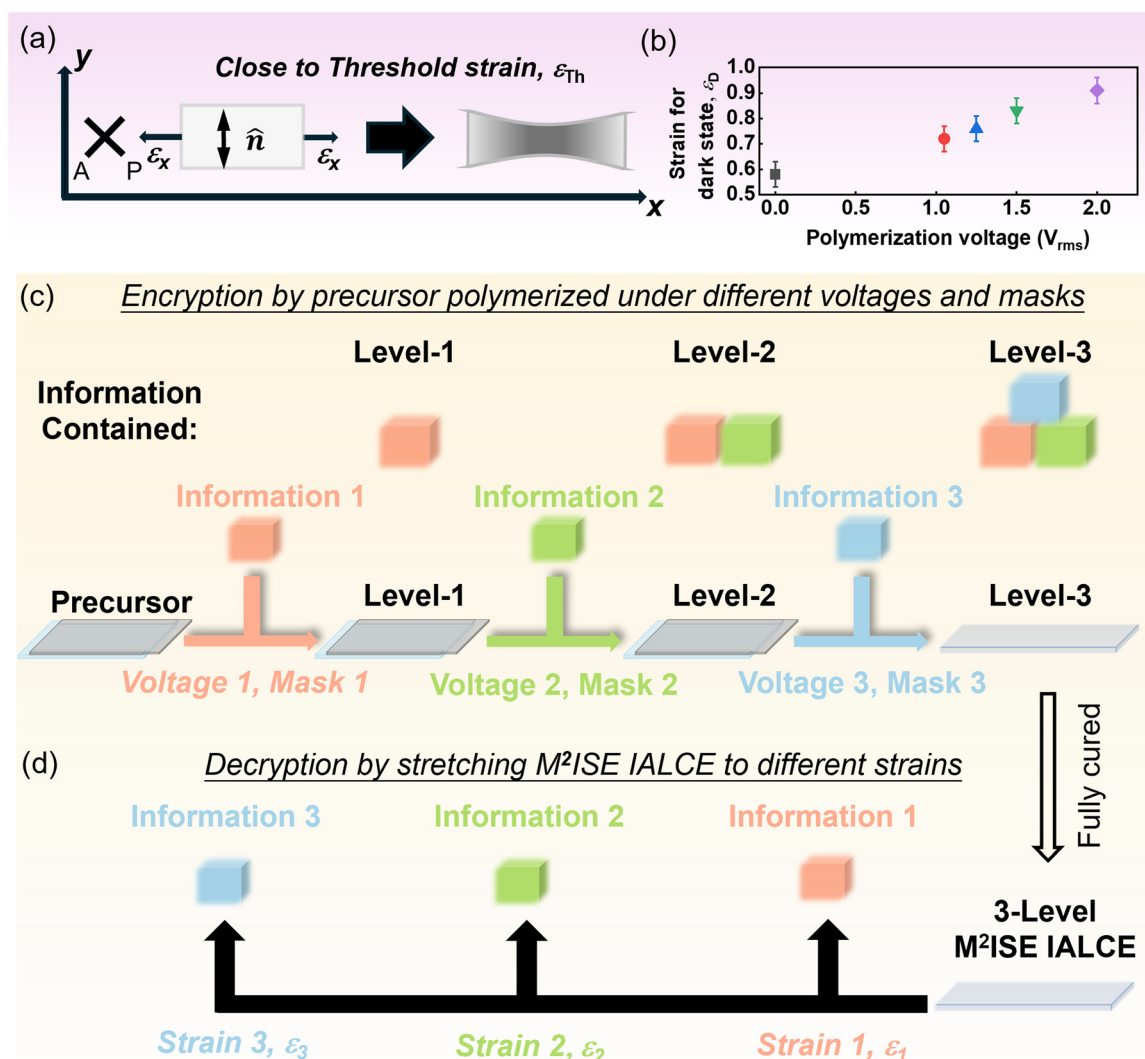 (a)
y
Close to Threshold strain, εTh
n̂
A
P
εx
εx
x
(b)
Strain for
dark state, εD
1.0
0.9
0.8
0.7
0.6
0.5
0.0 0.5 1.0 1.5 2.0
Polymerization voltage (Vrms)
(c)
Encryption by precursor polymerized under different voltages and masks
Level-1 Level-2 Level-3
Information
Contained:
Information 1 Information 2 Information 3
Precursor Level-1 Level-2 Level-3
Voltage 1, Mask 1 Voltage 2, Mask 2 Voltage 3, Mask 3
Fully cured
(d)
Decryption by stretching M²ISE IALCE to different strains
Information 3 Information 2 Information 1
3-Level
M²ISE IALCE
Strain 3, ε3 Strain 2, ε2 Strain 1, ε1